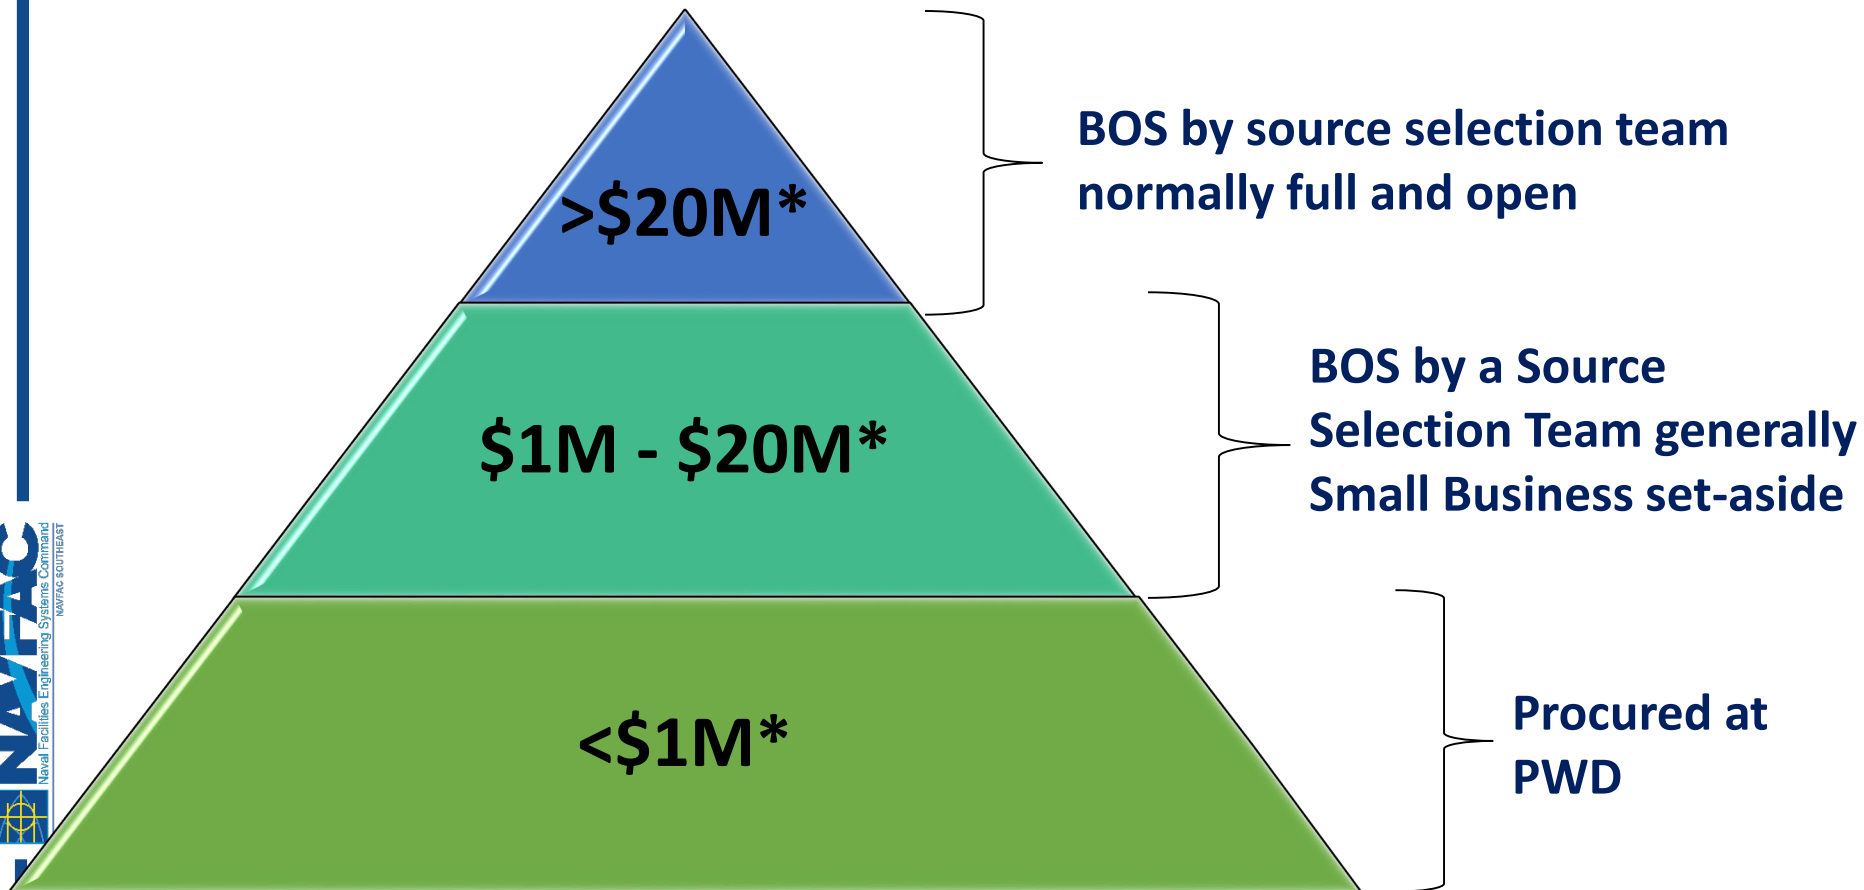 >$20M*
BOS by source selection team
normally full and open
$1M - $20M*
BOS by a Source
Selection Team generally
Small Business set-aside
<$1M*
Procured at
PWD
NAVFAC
Naval Facilities Engineering Systems Command
NAVFAC SOUTHEAST